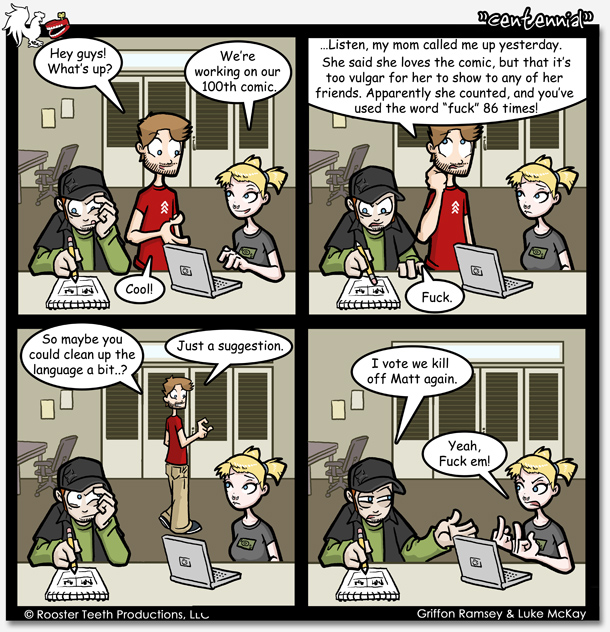 "centennial"
Hey guys!
What's up?
We're
working on our
100th comic.
Cool!
...Listen, my mom called me up yesterday.
She said she loves the comic, but that it's
too vulgar for her to show to any of her
friends. Apparently she counted, and you've
used the word "fuck" 86 times!
Fuck.
So maybe you
could clean up the
language a bit..?
Just a suggestion.
I vote we kill
off Matt again.
Yeah,
Fuck em!
© Rooster Teeth Productions, LLC
Griffon Ramsey & Luke McKay